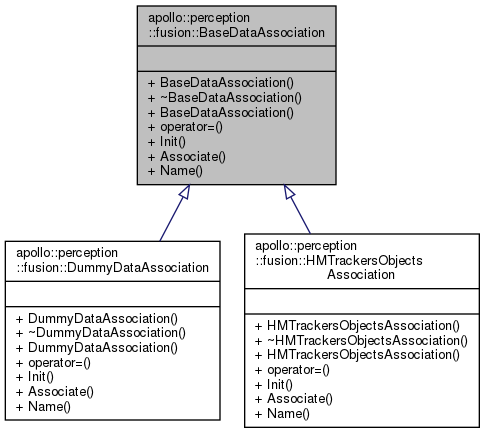 apollo::perception
::fusion::BaseDataAssociation
+ BaseDataAssociation()
+ ~BaseDataAssociation()
+ BaseDataAssociation()
+ operator=()
+ Init()
+ Associate()
+ Name()
apollo::perception
::fusion::DummyDataAssociation
+ DummyDataAssociation()
+ ~DummyDataAssociation()
+ DummyDataAssociation()
+ operator=()
+ Init()
+ Associate()
+ Name()
apollo::perception
::fusion::HMTrackersObjects
Association
+ HMTrackersObjectsAssociation()
+ ~HMTrackersObjectsAssociation()
+ HMTrackersObjectsAssociation()
+ operator=()
+ Init()
+ Associate()
+ Name()